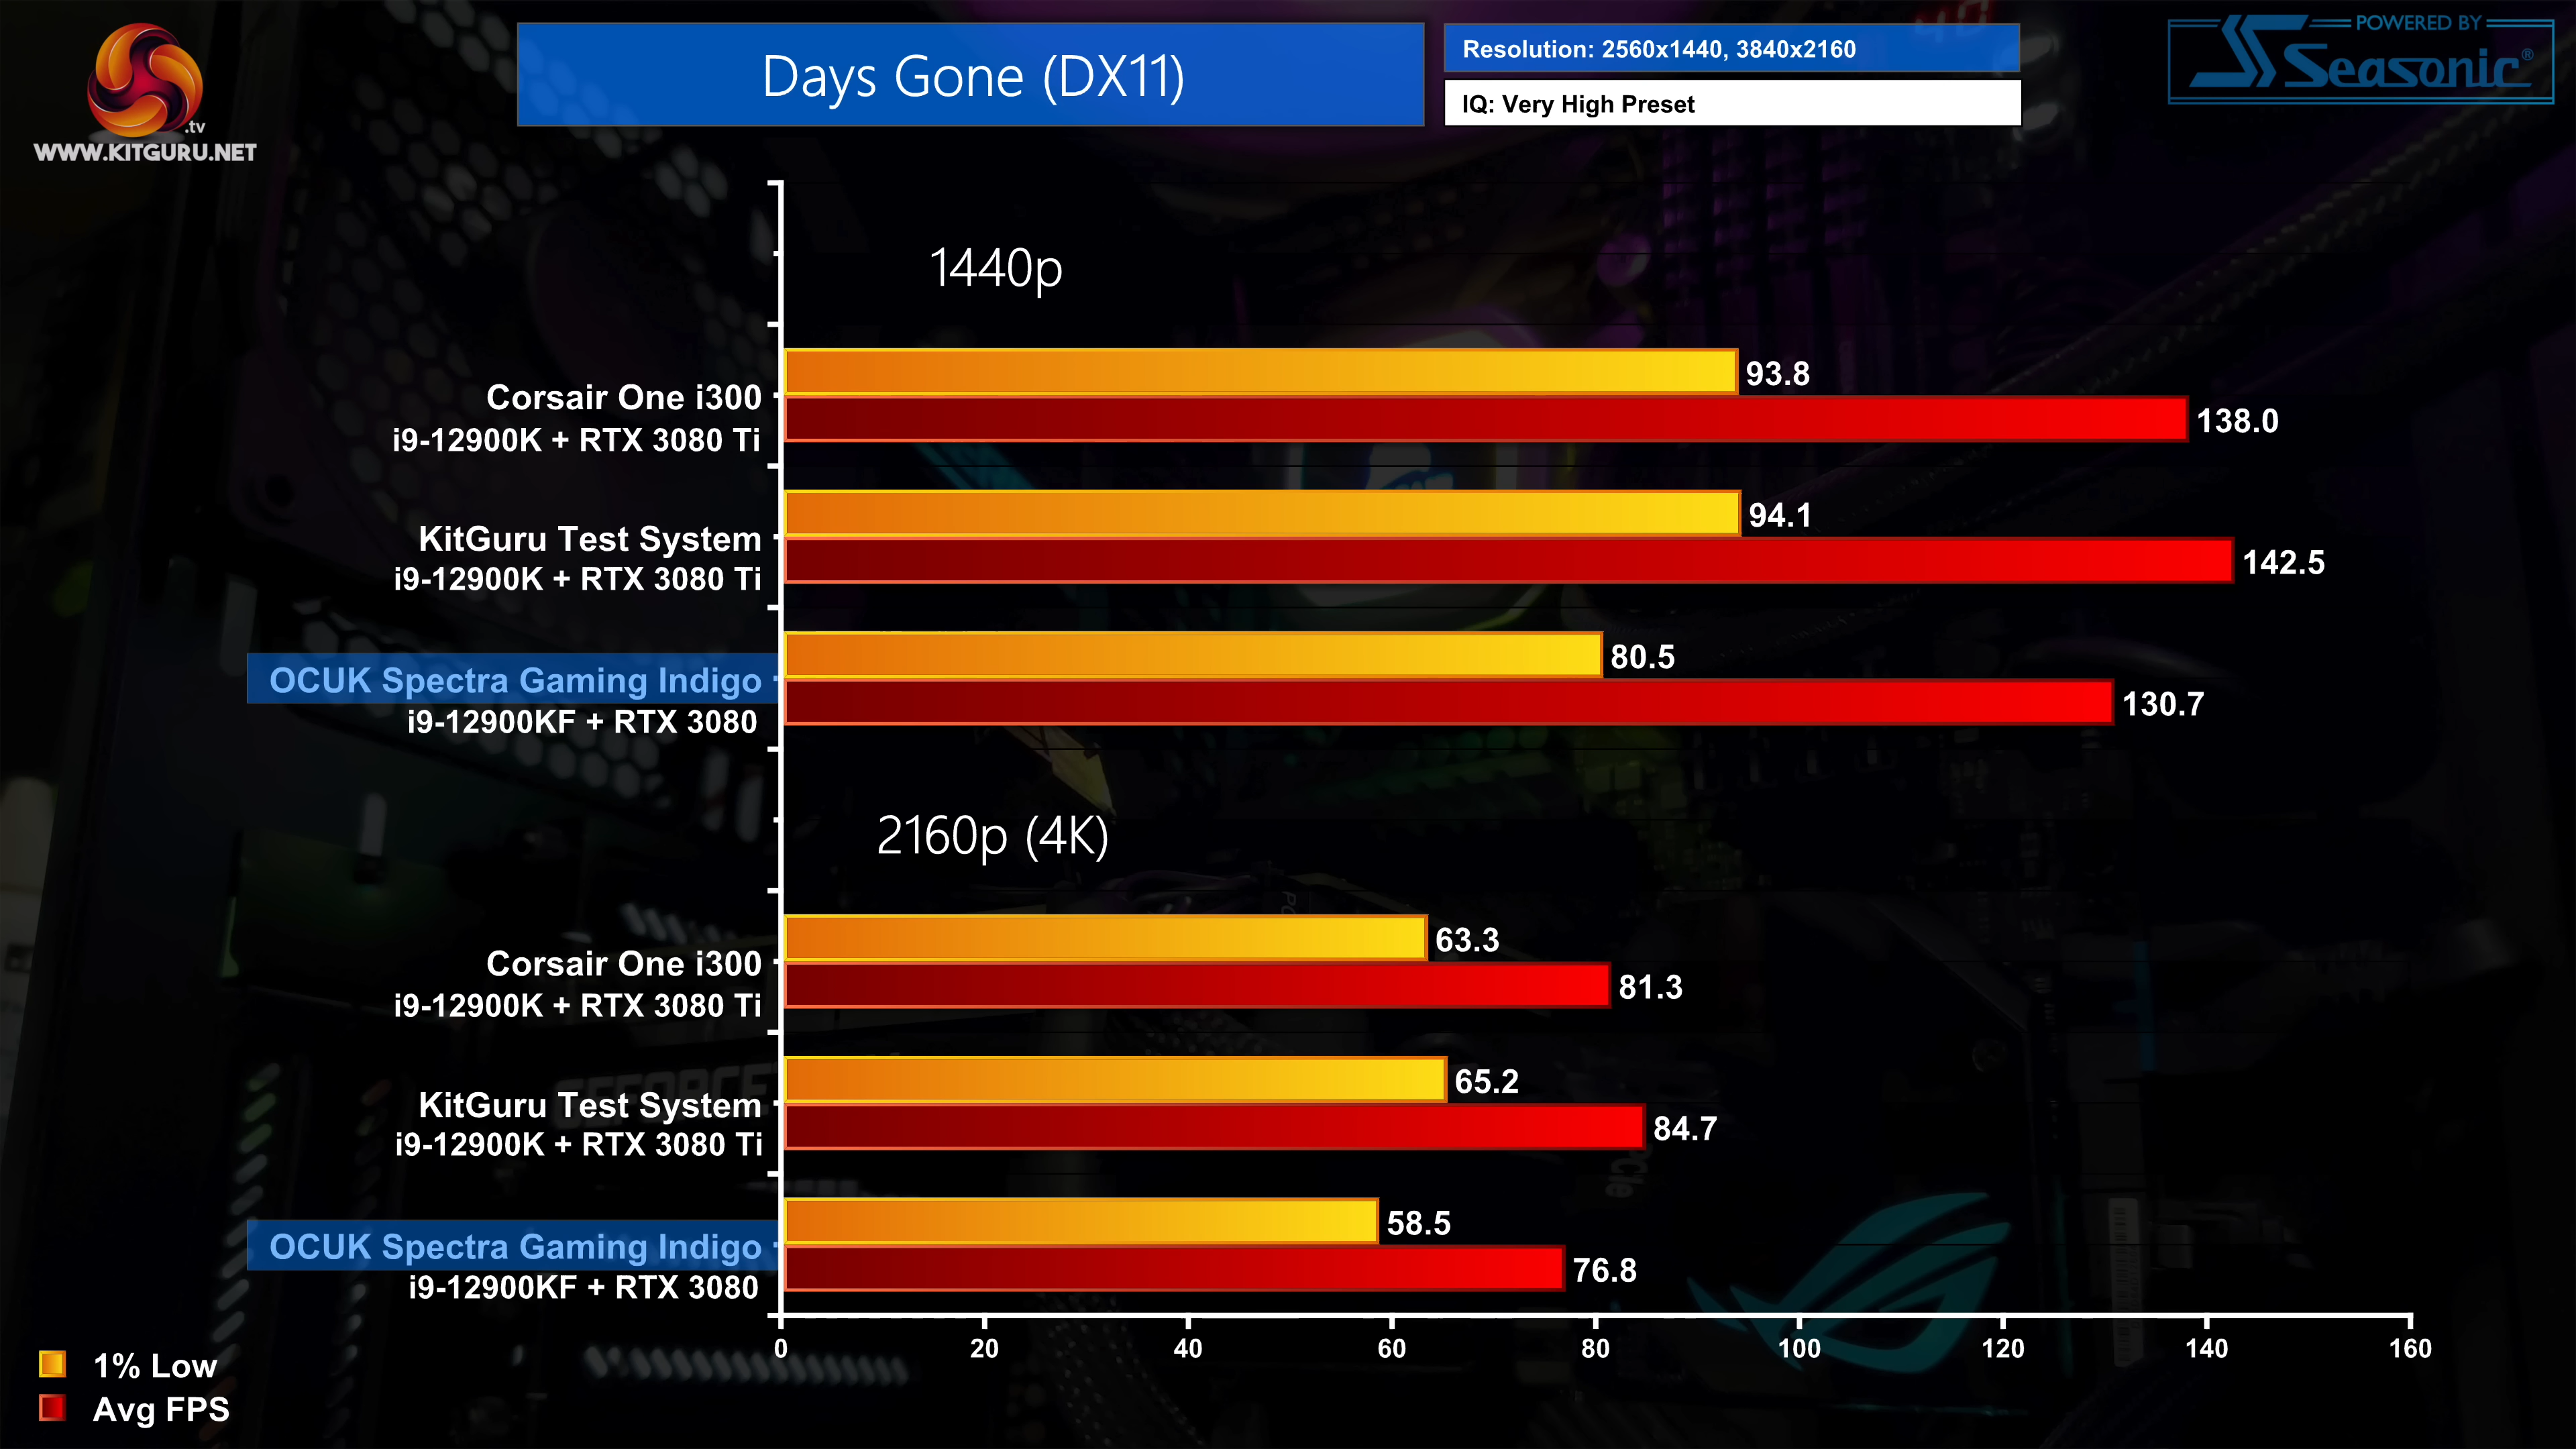 .tv
WWW.KITGURU.NET
Days Gone (DX11)
Resolution: 2560x1440, 3840x2160
IQ: Very High Preset
POWERED BY
Seasonic®
1440p
Corsair One i300
i9-12900K + RTX 3080 Ti
93.8
138.0
KitGuru Test System
i9-12900K + RTX 3080 Ti
94.1
142.5
OCUK Spectra Gaming Indigo
i9-12900KF + RTX 3080
80.5
130.7
2160p (4K)
Corsair One i300
i9-12900K + RTX 3080 Ti
63.3
81.3
KitGuru Test System
i9-12900K + RTX 3080 Ti
65.2
84.7
OCUK Spectra Gaming Indigo
i9-12900KF + RTX 3080
58.5
76.8
0 20 40 60 80 100 120 140 160
1% Low
Avg FPS
GEFORCE